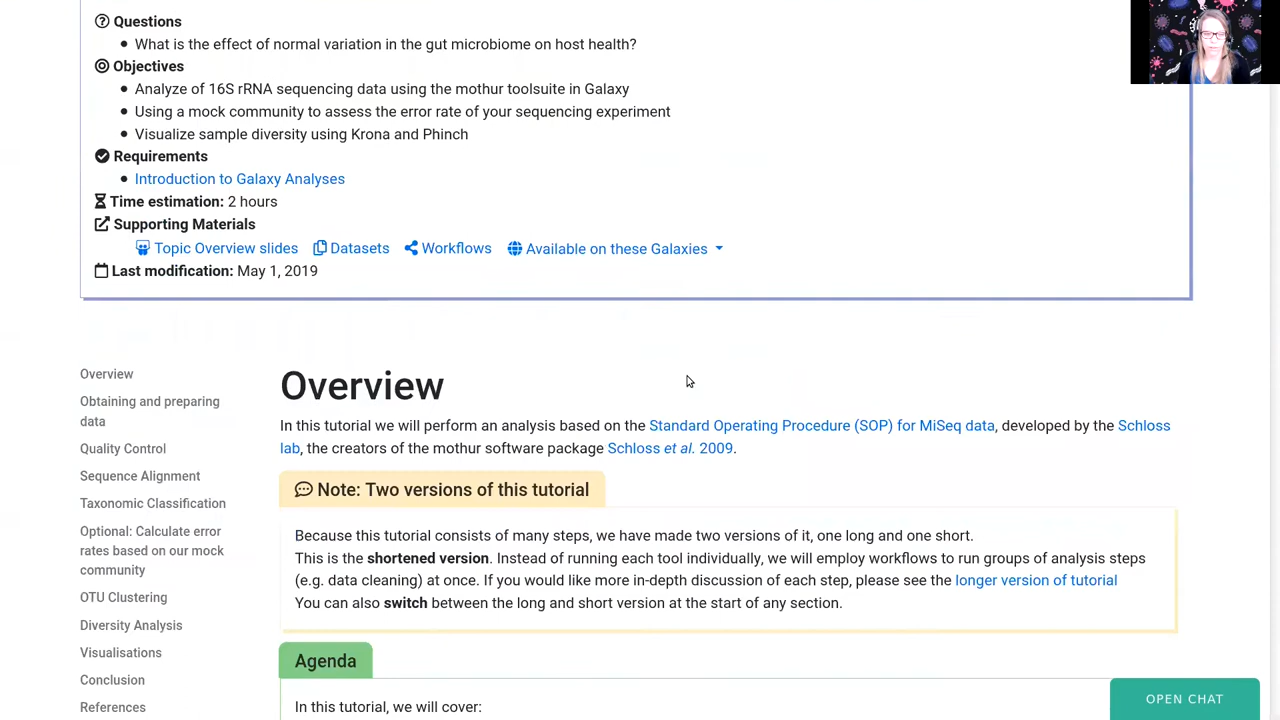 Questions
What is the effect of normal variation in the gut microbiome on host health?
Objectives
Analyze of 16S rRNA sequencing data using the mothur toolsuite in Galaxy
Using a mock community to assess the error rate of your sequencing experiment
Visualize sample diversity using Krona and Phinch
Requirements
Introduction to Galaxy Analyses
Time estimation: 2 hours
Supporting Materials
Topic Overview slides Datasets Workflows Available on these Galaxies
Last modification: May 1, 2019
Overview
Obtaining and preparing
data
Quality Control
Sequence Alignment
Taxonomic Classification
Optional: Calculate error
rates based on our mock
community
OTU Clustering
Diversity Analysis
Visualisations
Conclusion
References
Overview
In this tutorial we will perform an analysis based on the Standard Operating Procedure (SOP) for MiSeq data, developed by the Schloss
lab, the creators of the mothur software package Schloss et al. 2009.
Note: Two versions of this tutorial
Because this tutorial consists of many steps, we have made two versions of it, one long and one short.
This is the shortened version. Instead of running each tool individually, we will employ workflows to run groups of analysis steps
(e.g. data cleaning) at once. If you would like more in-depth discussion of each step, please see the longer version of tutorial
You can also switch between the long and short version at the start of any section.
Agenda
In this tutorial, we will cover:
OPEN CHAT